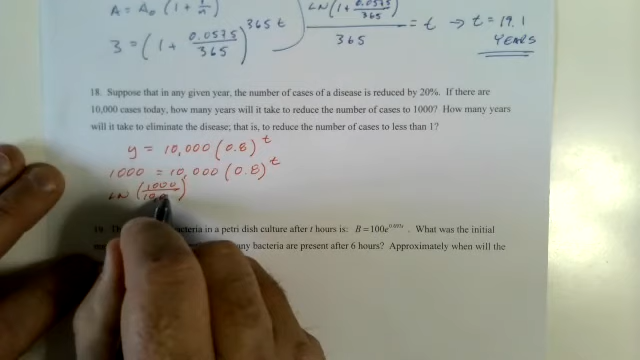 A = A₀ (1 + 1/n)
3 = (1 + 0.0575/365)^365t
LN (1 + 0.0575/365)
365 = t → t = 19.1 YEARS
18. Suppose that in any given year, the number of cases of a disease is reduced by 20%. If there are
10,000 cases today, how many years will it take to reduce the number of cases to 1000? How many years
will it take to eliminate the disease; that is, to reduce the number of cases to less than 1?
y = 10,000 (0.8)^t
1000 = 10,000 (0.8)^t
LN (1000/10,0
19. Th bacteria in a petri dish culture after t hours is: B = 100e^0.693t. What was the initial
any bacteria are present after 6 hours? Approximately when will the